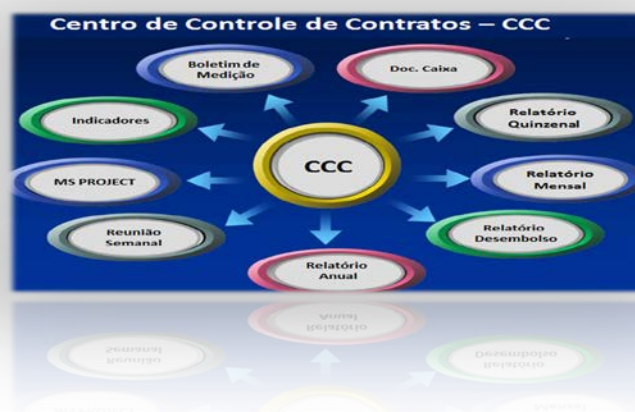 Centro de Controle de Contratos – CCC
Boletim de
Medição
Doc. Caixa
Indicadores
Relatório
Quinzenal
CCC
MS PROJECT
Relatório
Mensal
Reunião
Semanal
Relatório
Desembolso
Relatório
Anual